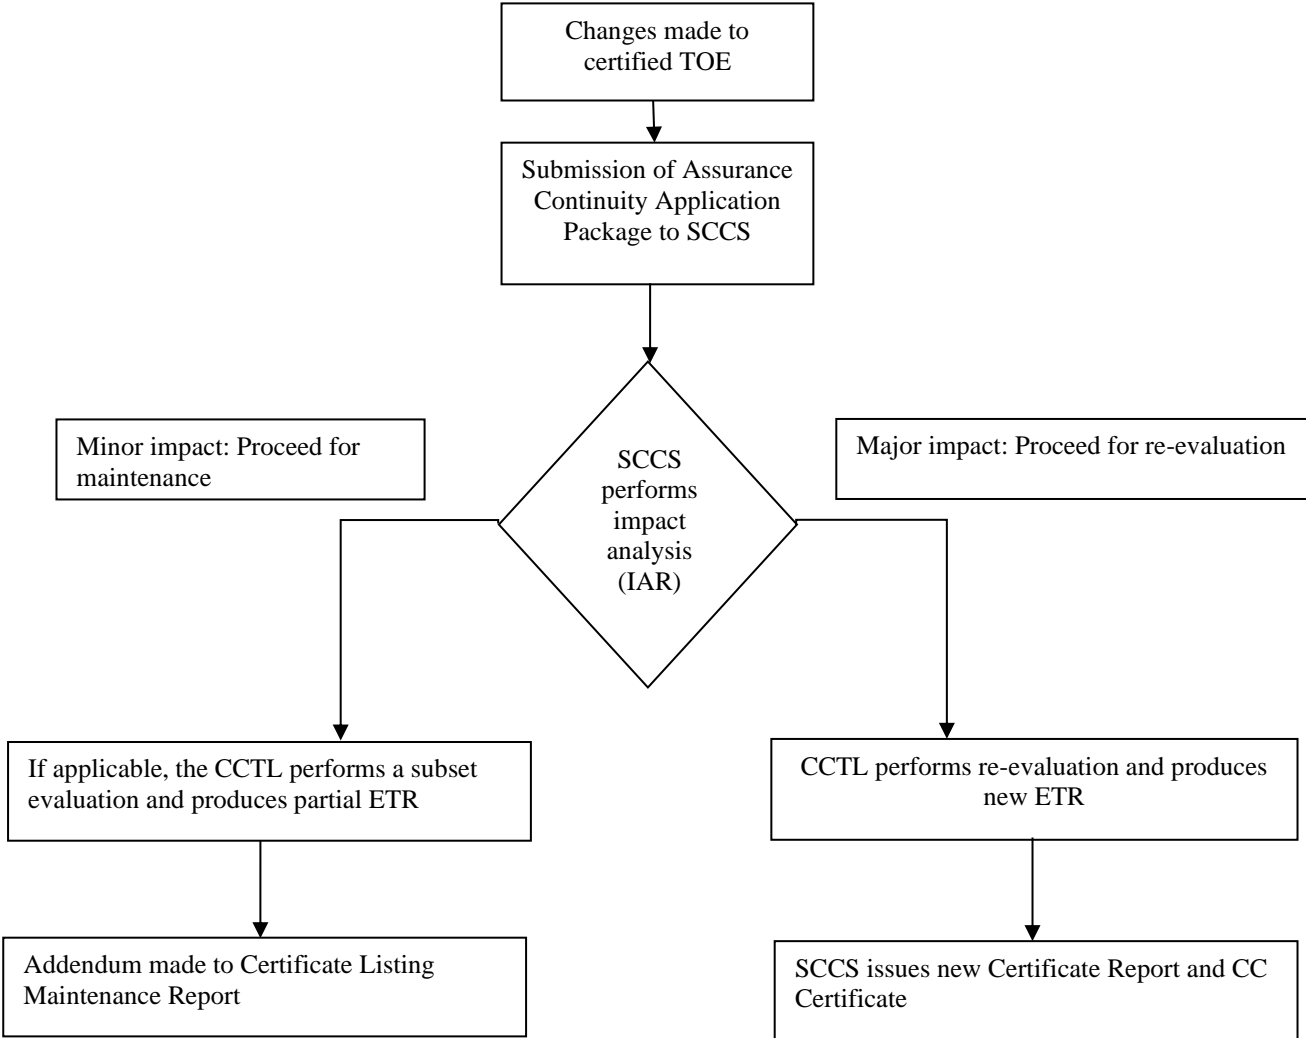 Changes made to
certified TOE
Submission of Assurance
Continuity Application
Package to SCCS
Minor impact: Proceed for
maintenance
SCCS
performs
impact
analysis
(IAR)
Major impact: Proceed for re-evaluation
If applicable, the CCTL performs a subset
evaluation and produces partial ETR
CCTL performs re-evaluation and produces
new ETR
Addendum made to Certificate Listing
Maintenance Report
SCCS issues new Certificate Report and CC
Certificate